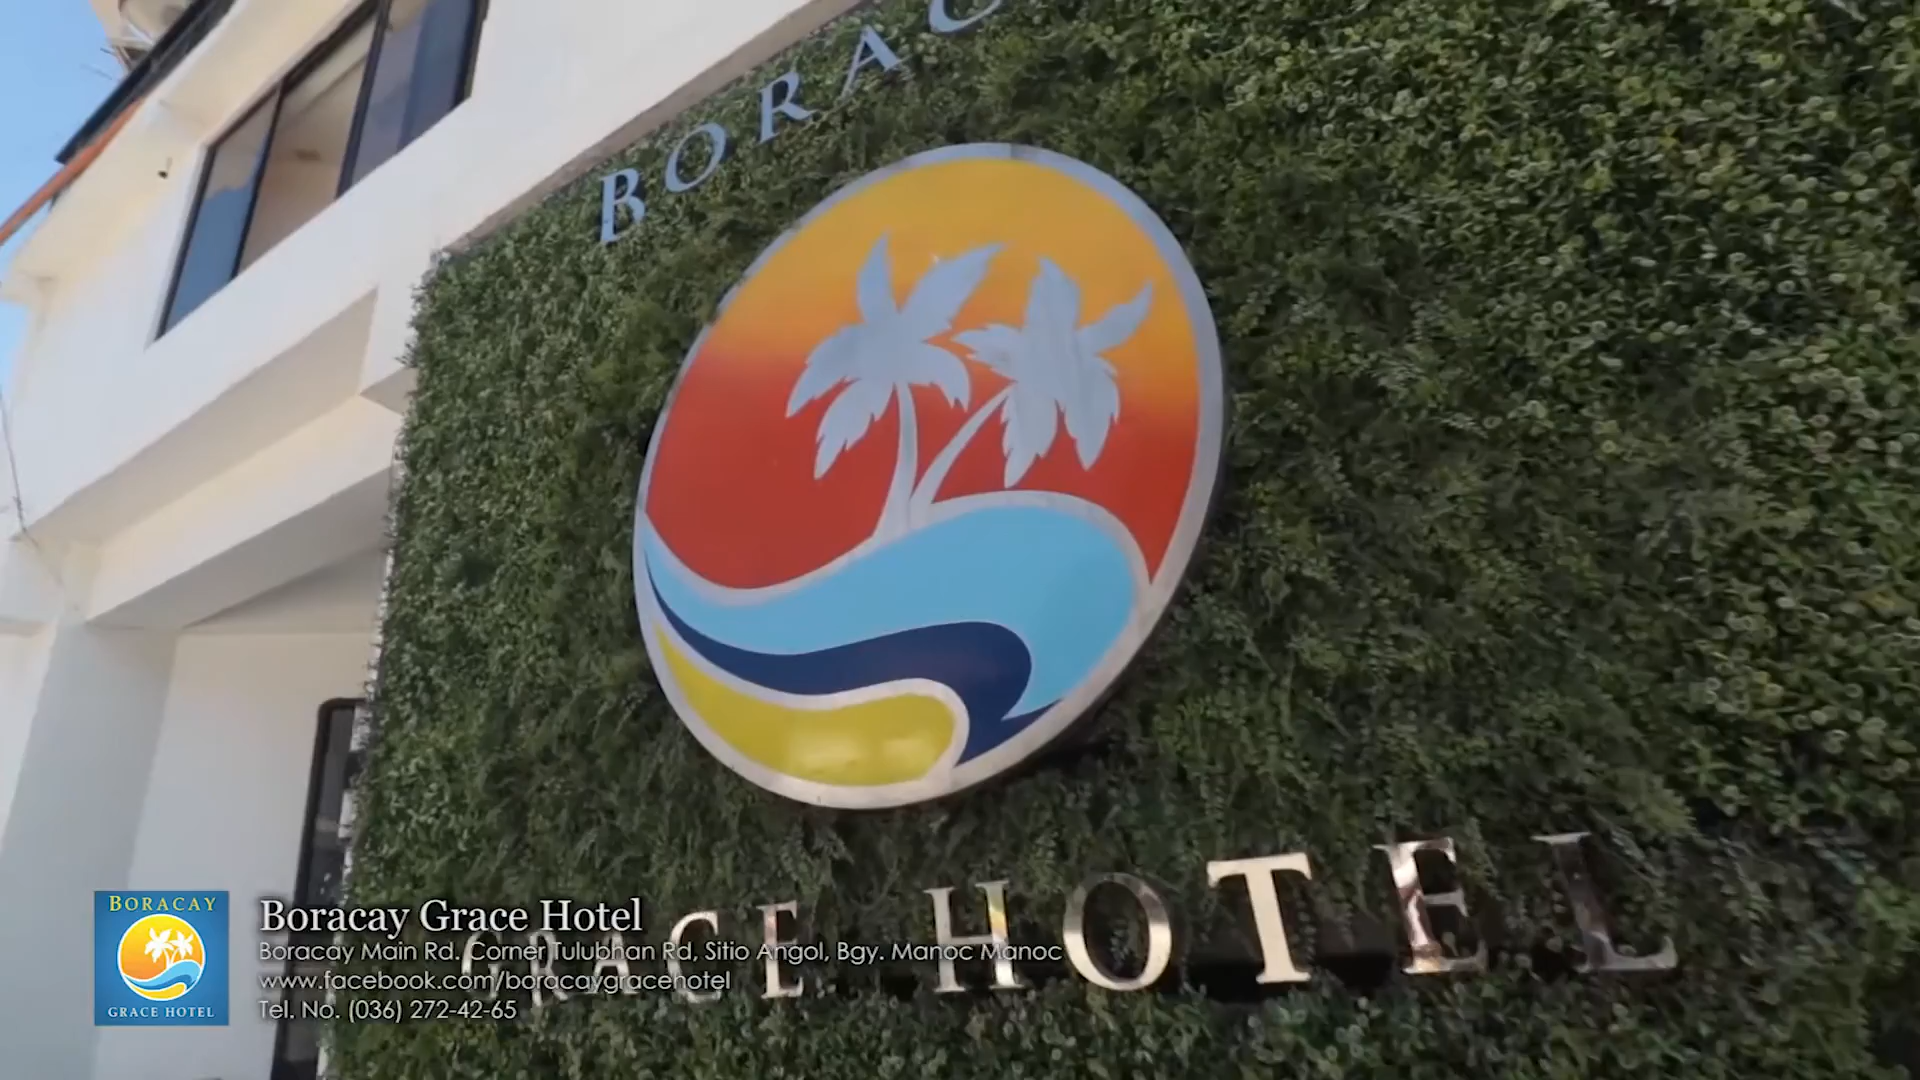 BORAC
GRACE HOTEL
BORACAY
GRACE HOTEL
Boracay Grace Hotel
Boracay Main Rd. Corner Tulubhan Rd, Sitio Angol, Bgy. Manoc Manoc
www.facebook.com/boracaygracehotel
Tel. No. (036) 272-42-65